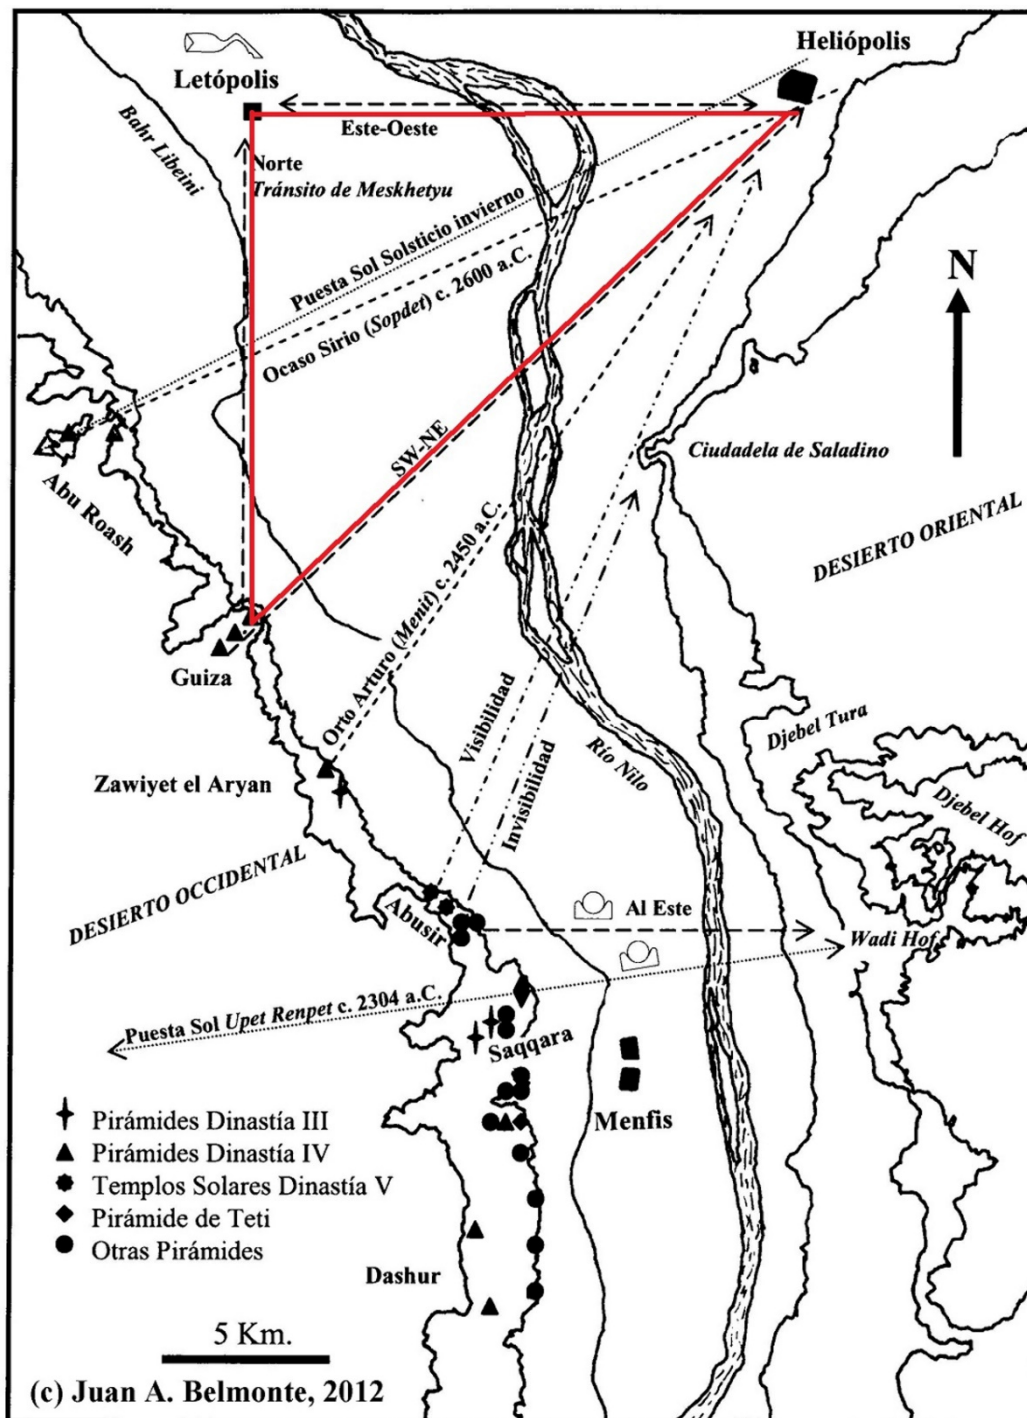 Heliópolis
Letópolis
Bahr Libeini
Este-Oeste
Norte
Tránsito de Meskhetyu
Puesta Sol Solsticio invierno
Ocaso Sirio (Sopdet) c. 2600 a.C.
N
SW-NE
Ciudadela de Saladino
Abu Roash
DESIERTO ORIENTAL
Orto Arturo (Menit) c. 2450 a.C.
Guiza
Visibilidad
Invisibilidad
Río Nilo
Djebel Tura
Zawiyet el Aryan
Djebel Hof
DESIERTO OCCIDENTAL
Abusir
Al Este
Wadi Hof
Puesta Sol Upet Renpet c. 2304 a.C.
Saqqara
Menfis
Pirámides Dinastía III
Pirámides Dinastía IV
Templos Solares Dinastía V
Pirámide de Teti
Otras Pirámides
Dashur
5 Km.
(c) Juan A. Belmonte, 2012